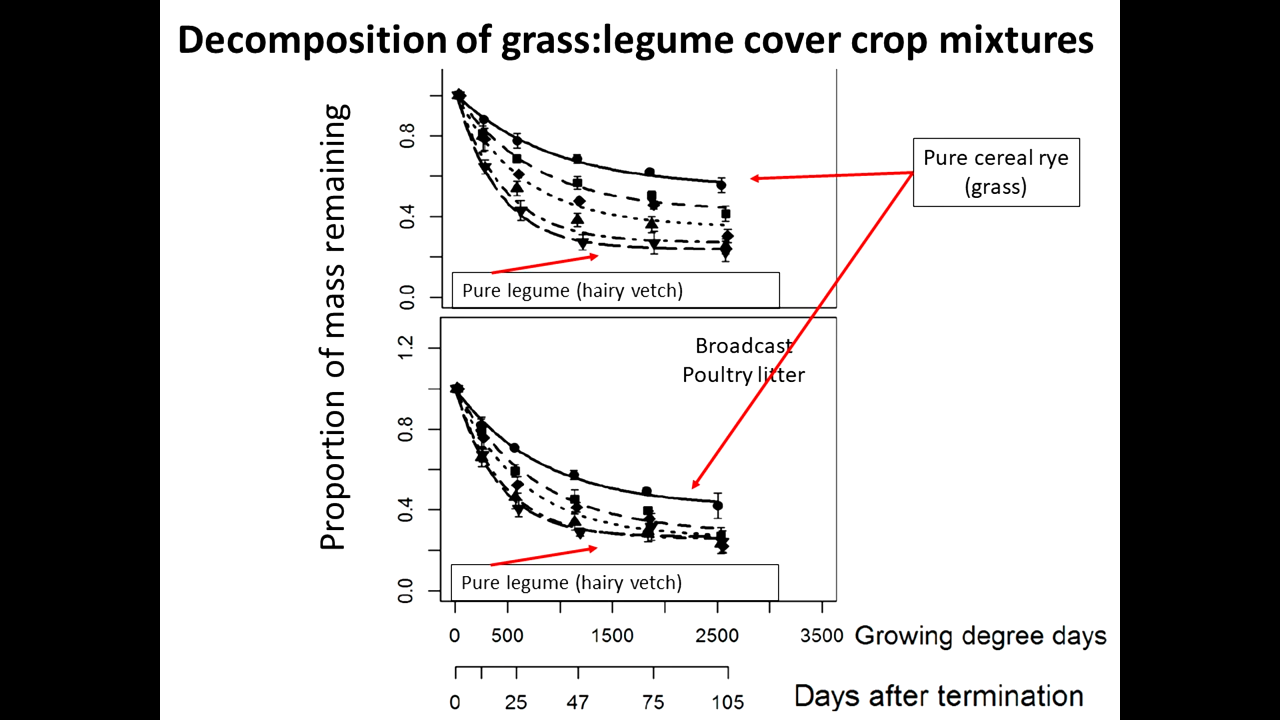 Decomposition of grass:legume cover crop mixtures
Proportion of mass remaining
0.8
0.4
0.0
Pure cereal rye
(grass)
Pure legume (hairy vetch)
1.2
0.8
0.4
0.0
Broadcast
Poultry litter
Pure legume (hairy vetch)
0 500 1500 2500 3500 Growing degree days
0 25 47 75 105 Days after termination